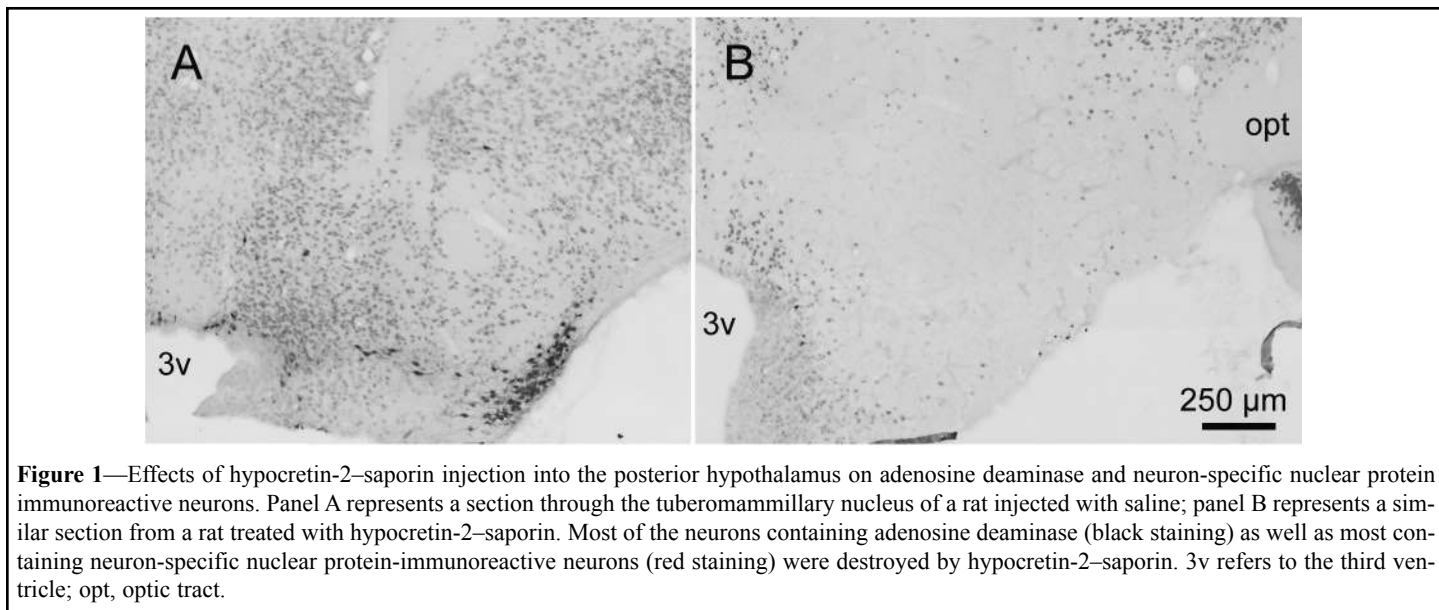 A
B
opt
3v
3v
250 μm
Figure 1—Effects of hypocretin-2–saporin injection into the posterior hypothalamus on adenosine deaminase and neuron-specific nuclear protein
immunoreactive neurons. Panel A represents a section through the tuberomammillary nucleus of a rat injected with saline; panel B represents a sim-
ilar section from a rat treated with hypocretin-2–saporin. Most of the neurons containing adenosine deaminase (black staining) as well as most con-
taining neuron-specific nuclear protein-immunoreactive neurons (red staining) were destroyed by hypocretin-2–saporin. 3v refers to the third ven-
tricle; opt, optic tract.